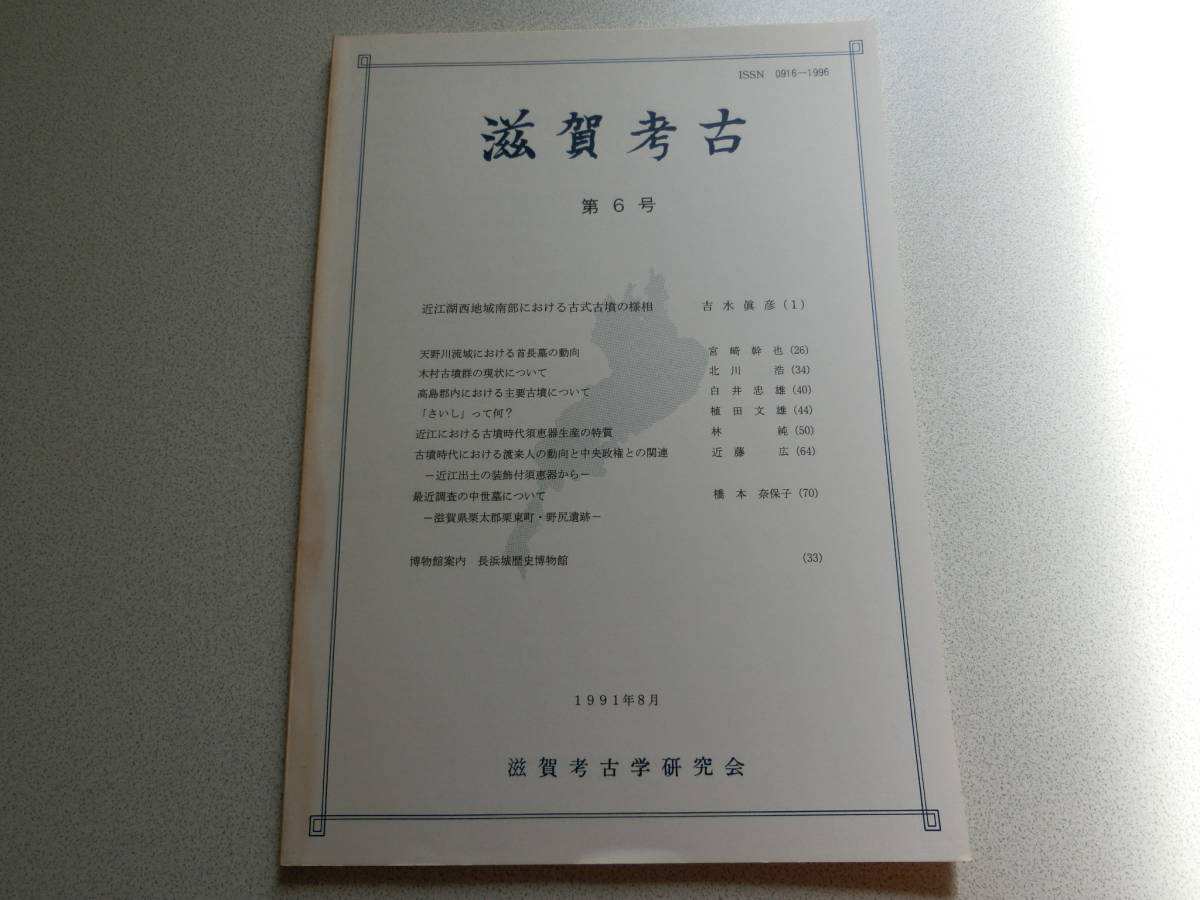 ISSN 0916-1996
滋賀考古
第6号
近江湖西地域南部における古式古墳の様相 吉水眞彦(1)
天野川流域における首長墓の動向 宮崎幹也(26)
木村古墳群の現状について 北川浩(34)
高島郡内における主要古墳について 白井忠雄(40)
「さいし」って何? 植田文雄(44)
近江における古墳時代須恵器生産の特質 林純(50)
古墳時代における渡来人の動向と中央政権との関連 近藤広(64)
-近江出土の装飾付須恵器から-
最近調査の中世墓について 橋本奈保子(70)
-滋賀県栗太郡栗東町・野尻遺跡-
博物館案内 長浜城歴史博物館 (33)
1991年8月
滋賀考古学研究会